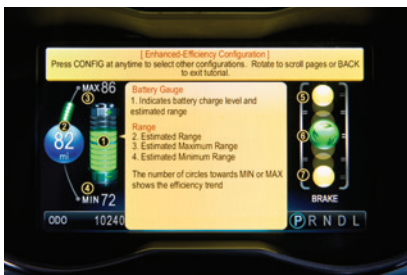 [ Enhanced-Efficiency Configuration ]
Press CONFIG at anytime to select other configurations. Rotate to scroll pages or BACK
to exit tutorial.
MAX 86
3
2
82
mi
1
4
MIN 72
Battery Gauge
1. Indicates battery charge level and
estimated range
Range
2. Estimated Range
3. Estimated Maximum Range
4. Estimated Minimum Range
The number of circles towards MIN or MAX
shows the efficiency trend
5
6
7
BRAKE
ODO 10240
P R N D L